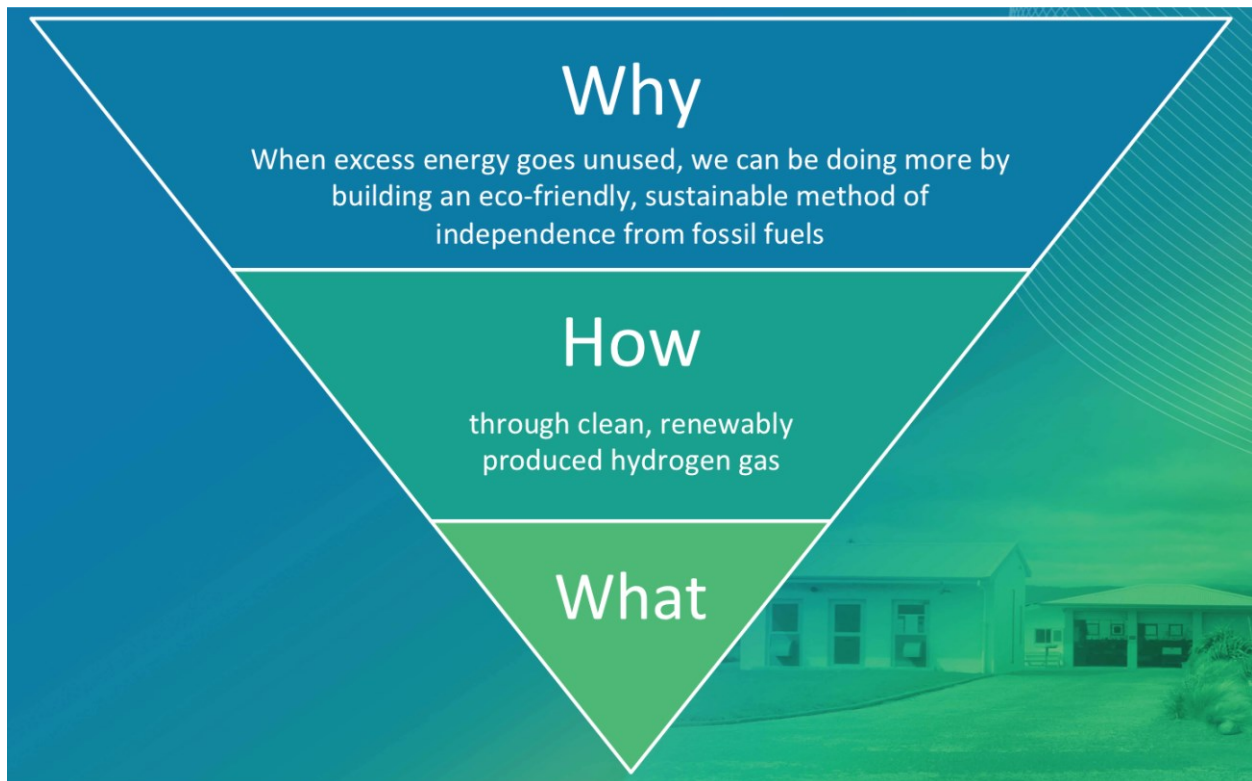 Why
When excess energy goes unused, we can be doing more by
building an eco-friendly, sustainable method of
independence from fossil fuels
How
through clean, renewably
produced hydrogen gas
What